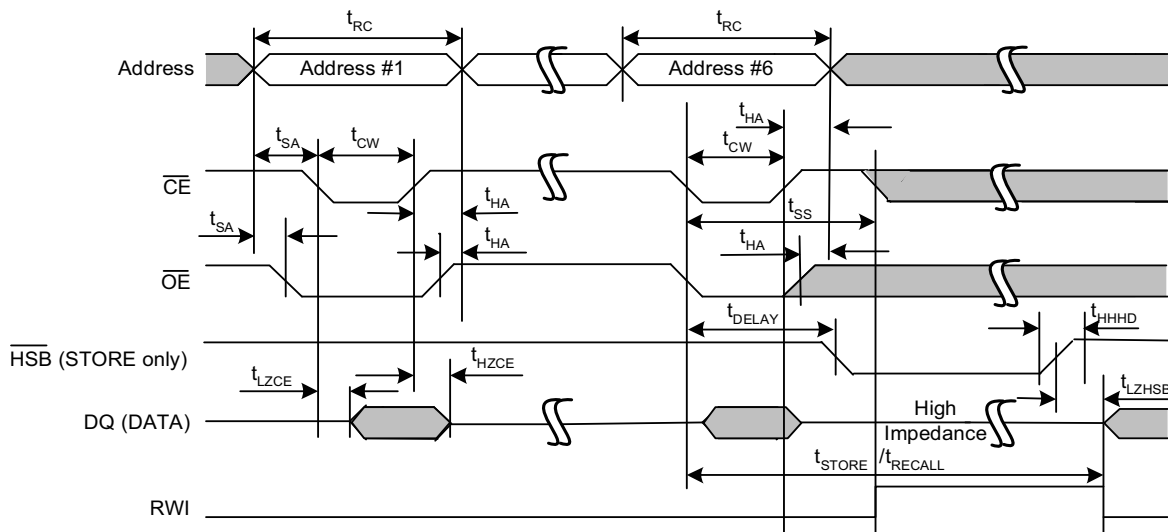 tRC
tRC
Address
Address #1
Address #6
tHA
tSA
tCW
tCW
CE
tHA
tSS
tSA
tHA
tHA
OE
tDELAY
tHHHD
HSB (STORE only)
tHZCE
tLZCE
tLZHSB
DQ (DATA)
High
Impedance
tSTORE/tRECALL
RWI